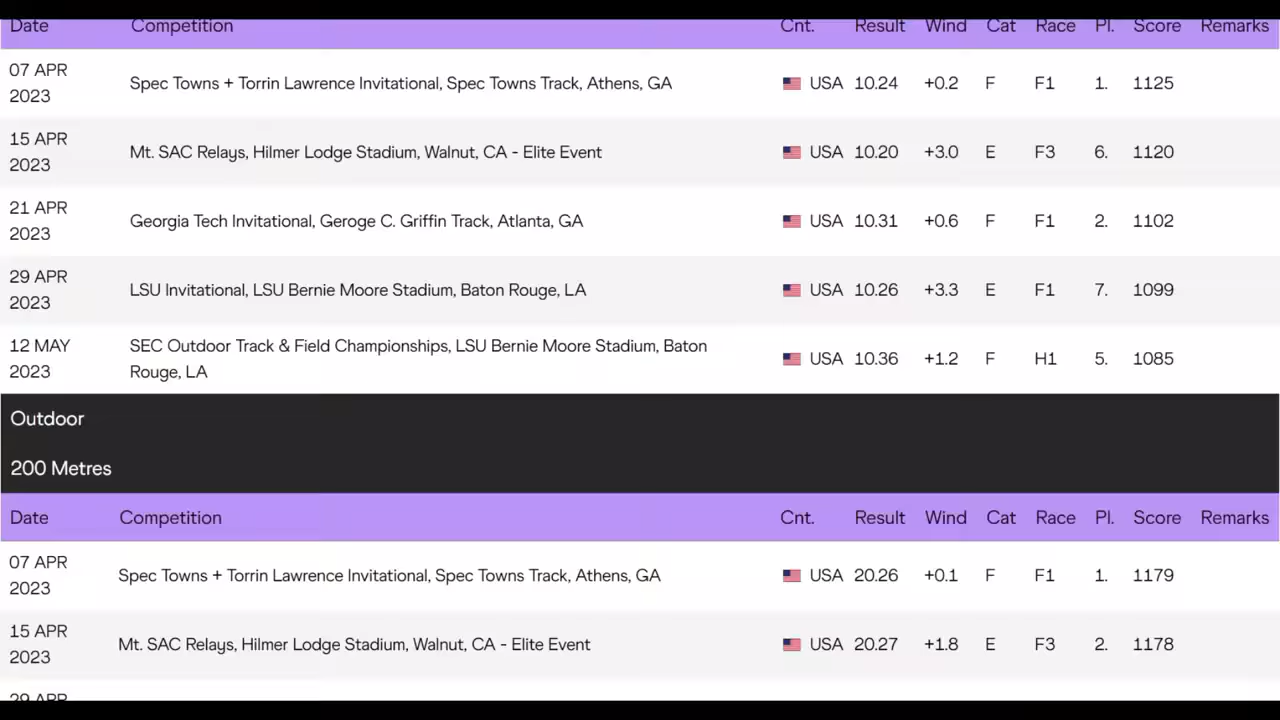 Date Competition Cnt. Result Wind Cat Race Pl. Score Remarks
07 APR
2023
Spec Towns + Torrin Lawrence Invitational, Spec Towns Track, Athens, GA USA 10.24 +0.2 F F1 1. 1125
15 APR
2023
Mt. SAC Relays, Hilmer Lodge Stadium, Walnut, CA - Elite Event USA 10.20 +3.0 E F3 6. 1120
21 APR
2023
Georgia Tech Invitational, Geroge C. Griffin Track, Atlanta, GA USA 10.31 +0.6 F F1 2. 1102
29 APR
2023
LSU Invitational, LSU Bernie Moore Stadium, Baton Rouge, LA USA 10.26 +3.3 E F1 7. 1099
12 MAY
2023
SEC Outdoor Track & Field Championships, LSU Bernie Moore Stadium, Baton
Rouge, LA USA 10.36 +1.2 F H1 5. 1085
Outdoor
200 Metres
Date Competition Cnt. Result Wind Cat Race Pl. Score Remarks
07 APR
2023
Spec Towns + Torrin Lawrence Invitational, Spec Towns Track, Athens, GA USA 20.26 +0.1 F F1 1. 1179
15 APR
2023
Mt. SAC Relays, Hilmer Lodge Stadium, Walnut, CA - Elite Event USA 20.27 +1.8 E F3 2. 1178
29 APR